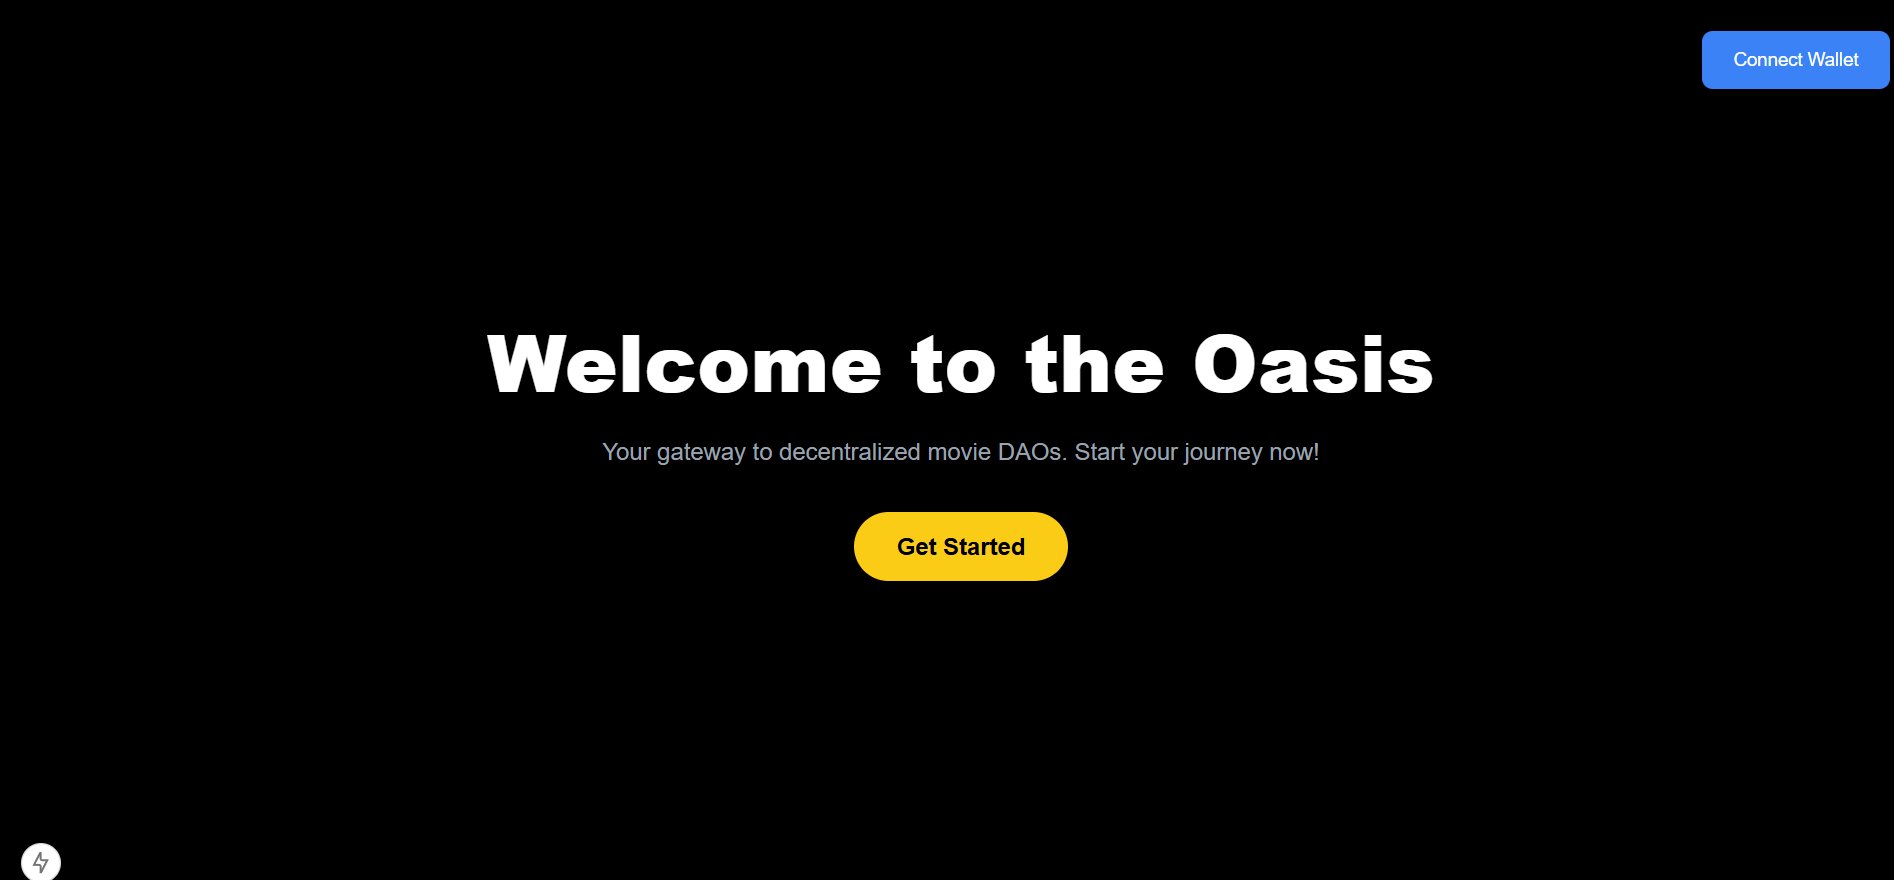 Connect Wallet
Welcome to the Oasis
Your gateway to decentralized movie DAOs. Start your journey now!
Get Started